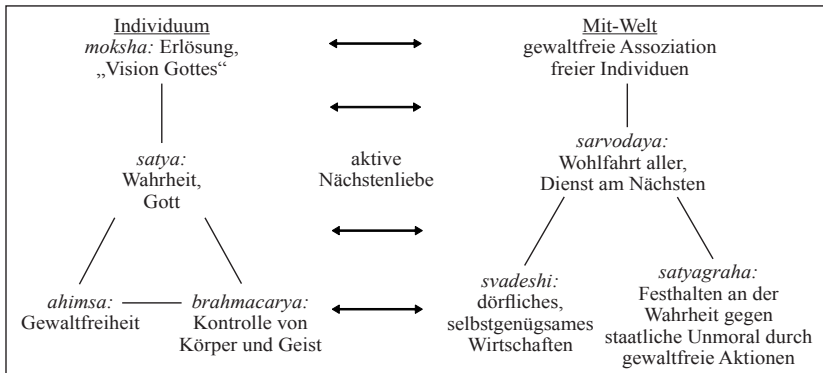 Individuum
moksha: Erlösung,
„Vision Gottes“
satya:
Wahrheit,
Gott
ahimsa:
Gewaltfreiheit
brahmacarya:
Kontrolle von
Körper und Geist
aktive
Nächstenliebe
Mit-Welt
gewaltfreie Assoziation
freier Individuen
sarvodaya:
Wohlfahrt aller,
Dienst am Nächsten
svadeshi:
dörfliches,
selbstgenügsames
Wirtschaften
satyagraha:
Festhalten an der
Wahrheit gegen
staatliche Unmoral durch
gewaltfreie Aktionen